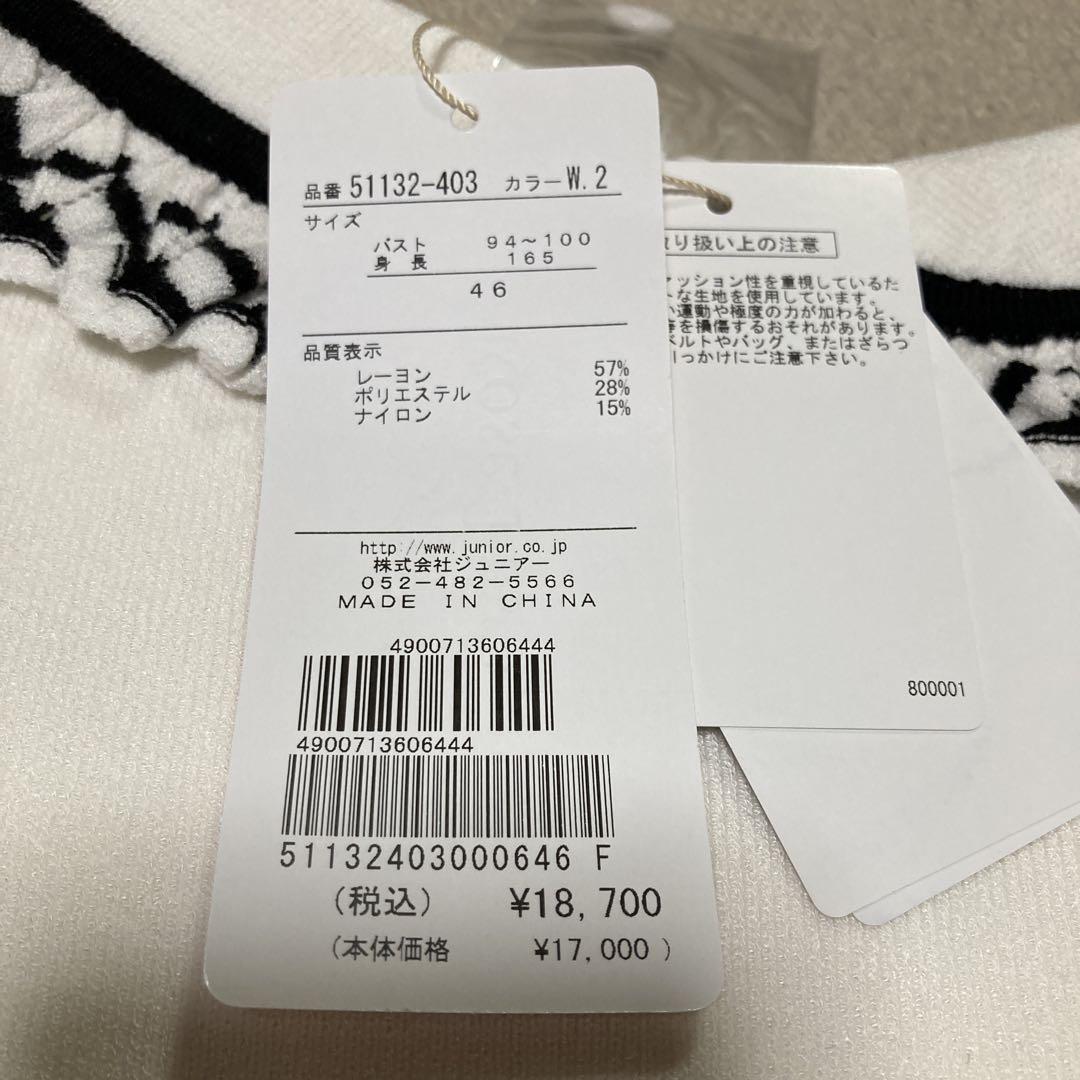 品番 51132-403 カラー W.2
サイズ
バスト 94～100
身長 165
46
品質表示
レーヨン 57%
ポリエステル 28%
ナイロン 15%
http://www.junior.co.jp
株式会社ジュニアー
052-482-5566
MADE IN CHINA
4900713606444
4900713606444
51132403000646 F
(税込) ¥18,700
(本体価格 ¥17,000)
り扱い上の注意
ァッション性を重視しているた
な生地を使用しています。
運動や極度の力が加わると、
を損傷するおそれがあります。
ベルトやバッグ、またはざらつ
っかけにご注意下さい。
800001